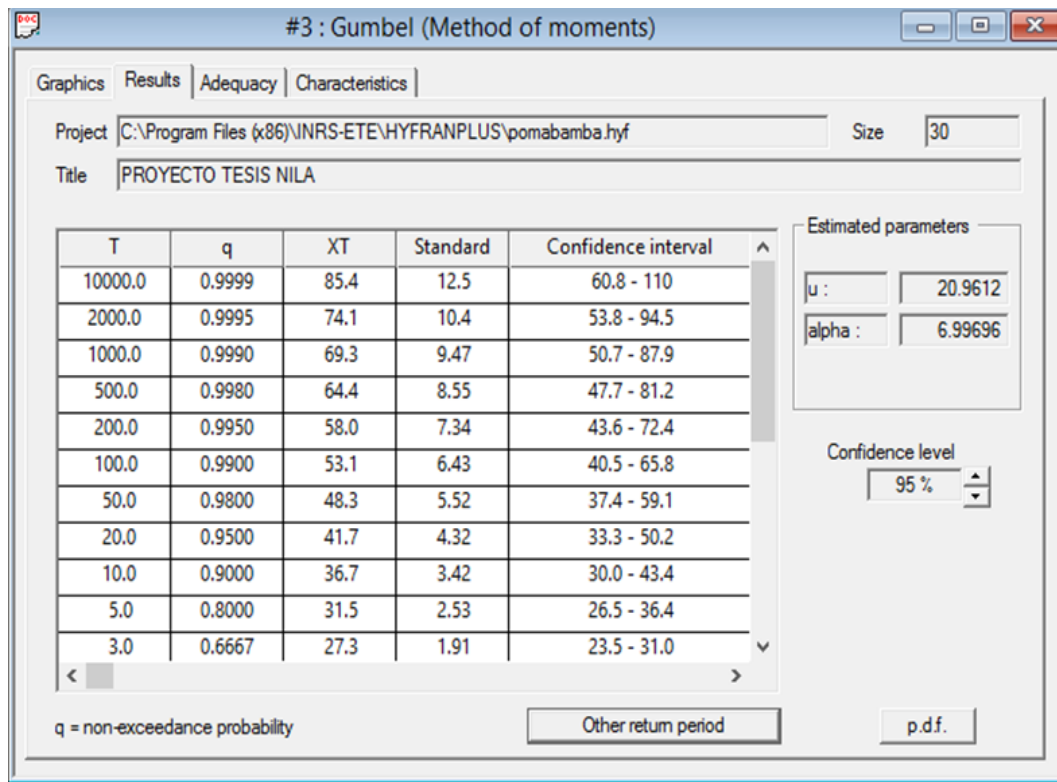 DOC
#3 : Gumbel (Method of moments)
Graphics Results Adequacy Characteristics
Project C:\Program Files (x86)\INRS-ETE\HYFRANPLUS\pomabamba.hyf Size 30
Title PROYECTO TESIS NILA
T q XT Standard Confidence interval
10000.0 0.9999 85.4 12.5 60.8 - 110
2000.0 0.9995 74.1 10.4 53.8 - 94.5
1000.0 0.9990 69.3 9.47 50.7 - 87.9
500.0 0.9980 64.4 8.55 47.7 - 81.2
200.0 0.9950 58.0 7.34 43.6 - 72.4
100.0 0.9900 53.1 6.43 40.5 - 65.8
50.0 0.9800 48.3 5.52 37.4 - 59.1
20.0 0.9500 41.7 4.32 33.3 - 50.2
10.0 0.9000 36.7 3.42 30.0 - 43.4
5.0 0.8000 31.5 2.53 26.5 - 36.4
3.0 0.6667 27.3 1.91 23.5 - 31.0
Estimated parameters
u : 20.9612
alpha : 6.99696
Confidence level
95 %
q = non-exceedance probability
Other return period
p.d.f.